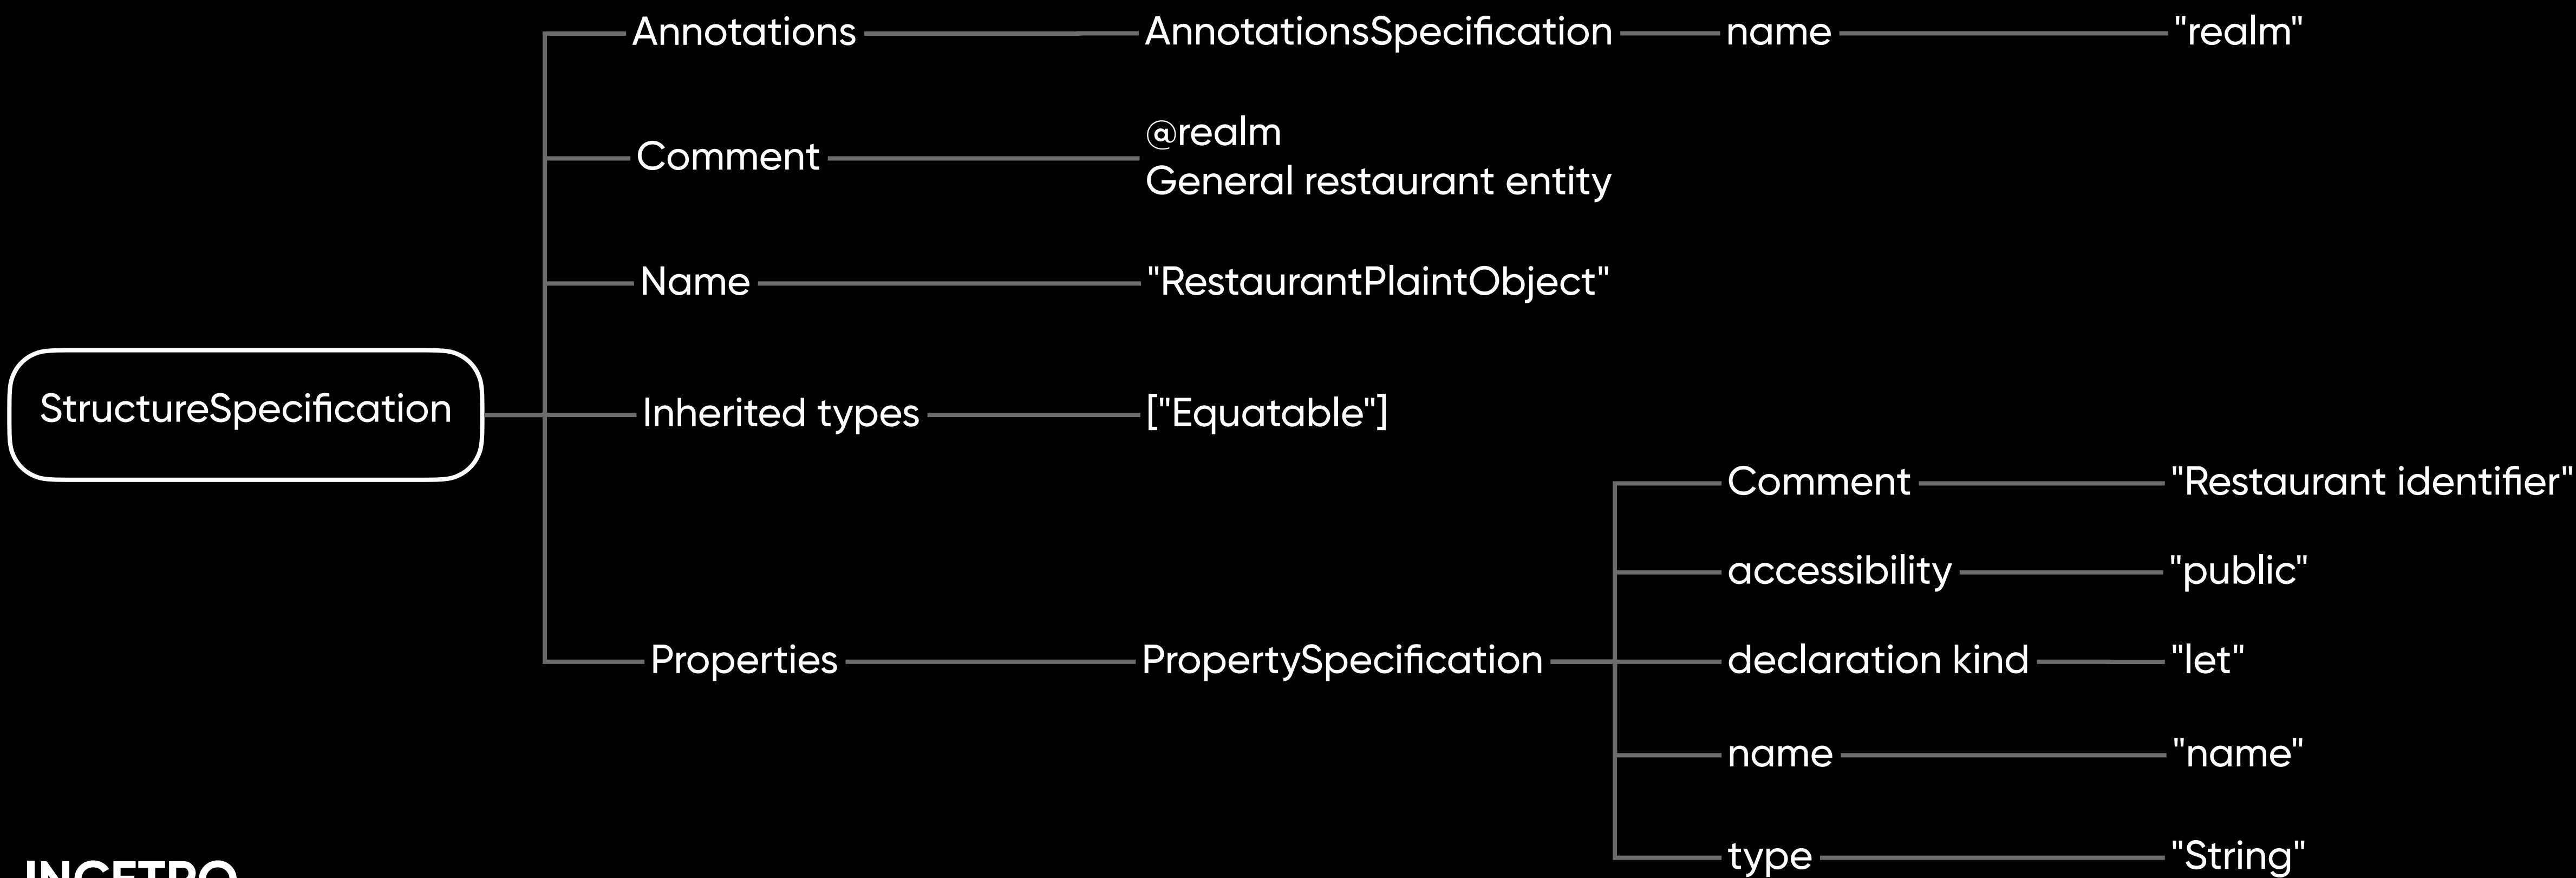 Annotations AnnotationsSpecification name "realm"
@realm
Comment
General restaurant entity
Name "RestaurantPlaintObject"
StructureSpecification
Inherited types ["Equatable"]
Comment "Restaurant identifier"
accessibility "public"
Properties PropertySpecification declaration kind "let"
name "name"
type "String"
INCETRO